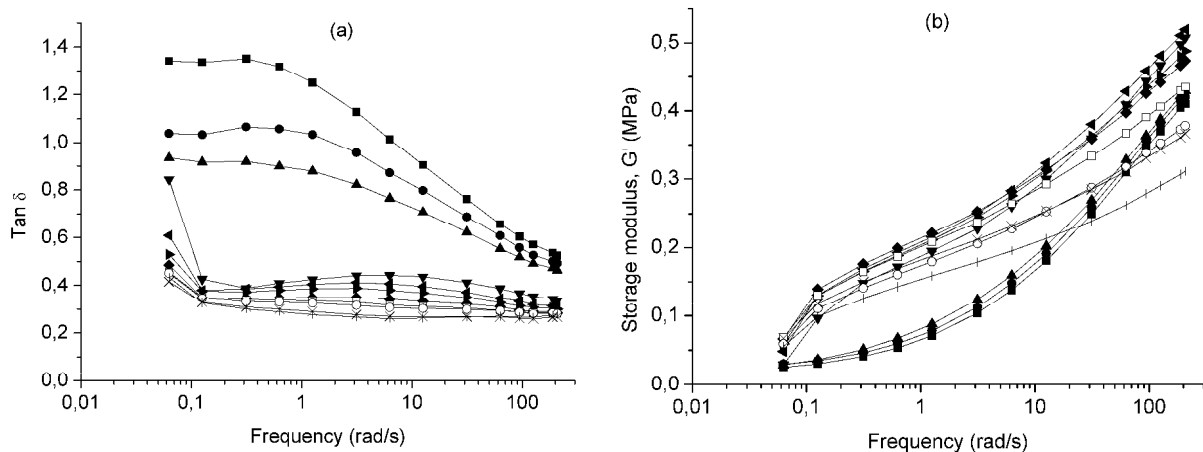 (a)
1,4
1,2
1,0
0,8
0,6
0,4
0,2
0,0
Tan δ
0,01 0,1 1 10 100
Frequency (rad/s)
(b)
0,5
0,4
0,3
0,2
0,1
0,0
Storage modulus, G' (MPa)
0,01 0,1 1 10 100
Frequency (rad/s)